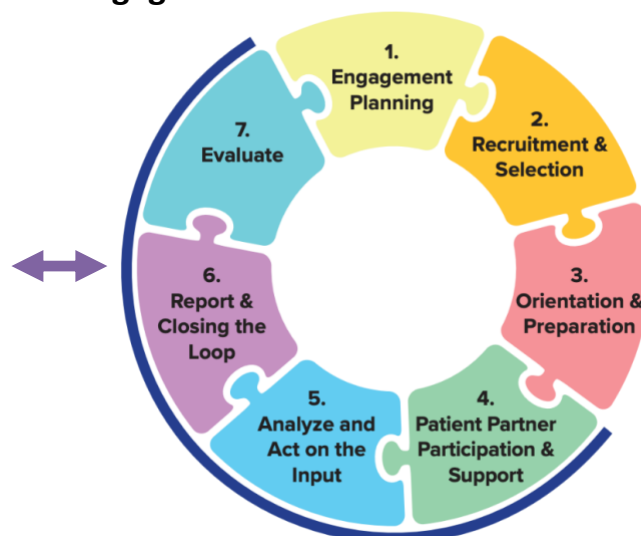 1.
Engagement
Planning
2.
Recruitment &
Selection
3.
Orientation &
Preparation
4.
Patient Partner
Participation &
Support
5.
Analyze and
Act on the
Input
6.
Report &
Closing the
Loop
7.
Evaluate